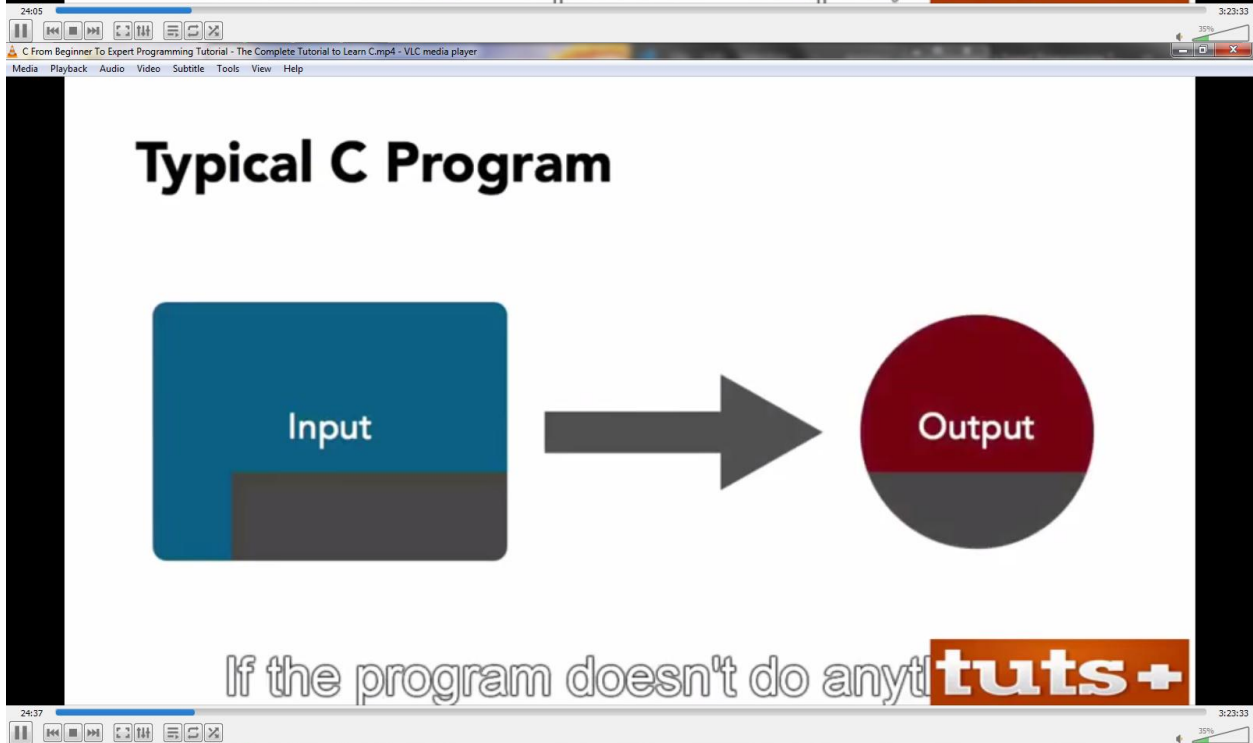 24:05 3:23:33
35%
C From Beginner To Expert Programming Tutorial - The Complete Tutorial to Learn C.mp4 - VLC media player
Media Playback Audio Video Subtitle Tools View Help
Typical C Program
Input Output
If the program doesn't do anyt
tuts+
24:37 3:23:33
35%